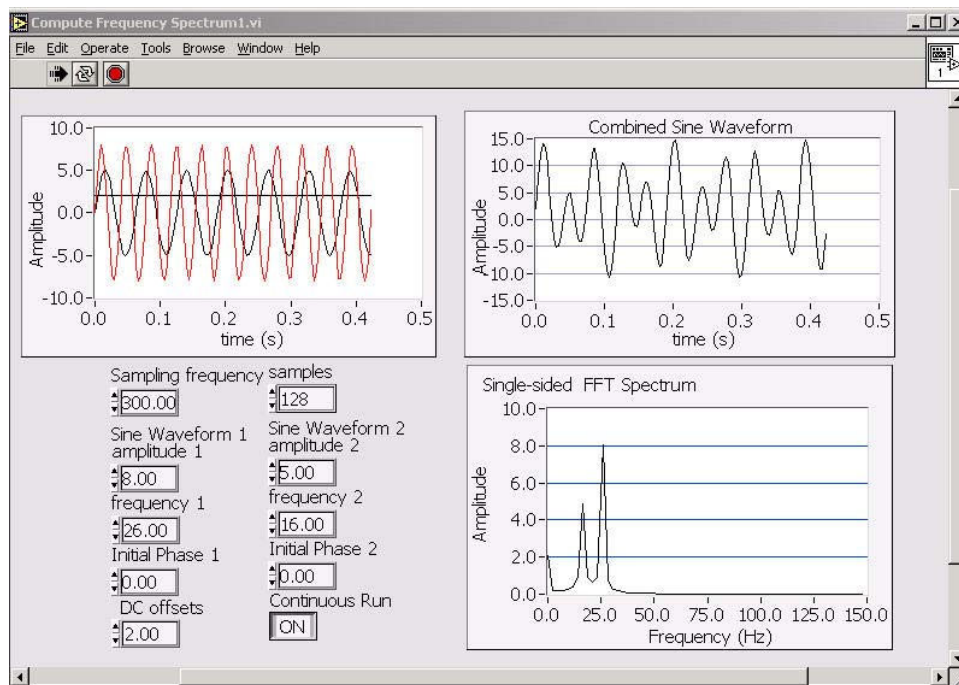 Compute Frequency Spectrum1.vi
File Edit Operate Tools Browse Window Help
1
10.0
5.0
0.0
-5.0
-10.0
Amplitude
0.0 0.1 0.2 0.3 0.4 0.5
time (s)
Combined Sine Waveform
15.0
10.0
5.0
0.0
-5.0
-10.0
-15.0
Amplitude
0.0 0.1 0.2 0.3 0.4 0.5
time (s)
Sampling frequency samples
300.00 128
Sine Waveform 1 Sine Waveform 2
amplitude 1 amplitude 2
8.00 5.00
frequency 1 frequency 2
26.00 16.00
Initial Phase 1 Initial Phase 2
0.00 0.00
DC offsets Continuous Run
2.00 ON
Single-sided FFT Spectrum
10.0
8.0
6.0
4.0
2.0
0.0
Amplitude
0.0 25.0 50.0 75.0 100.0 125.0 150.0
Frequency (Hz)